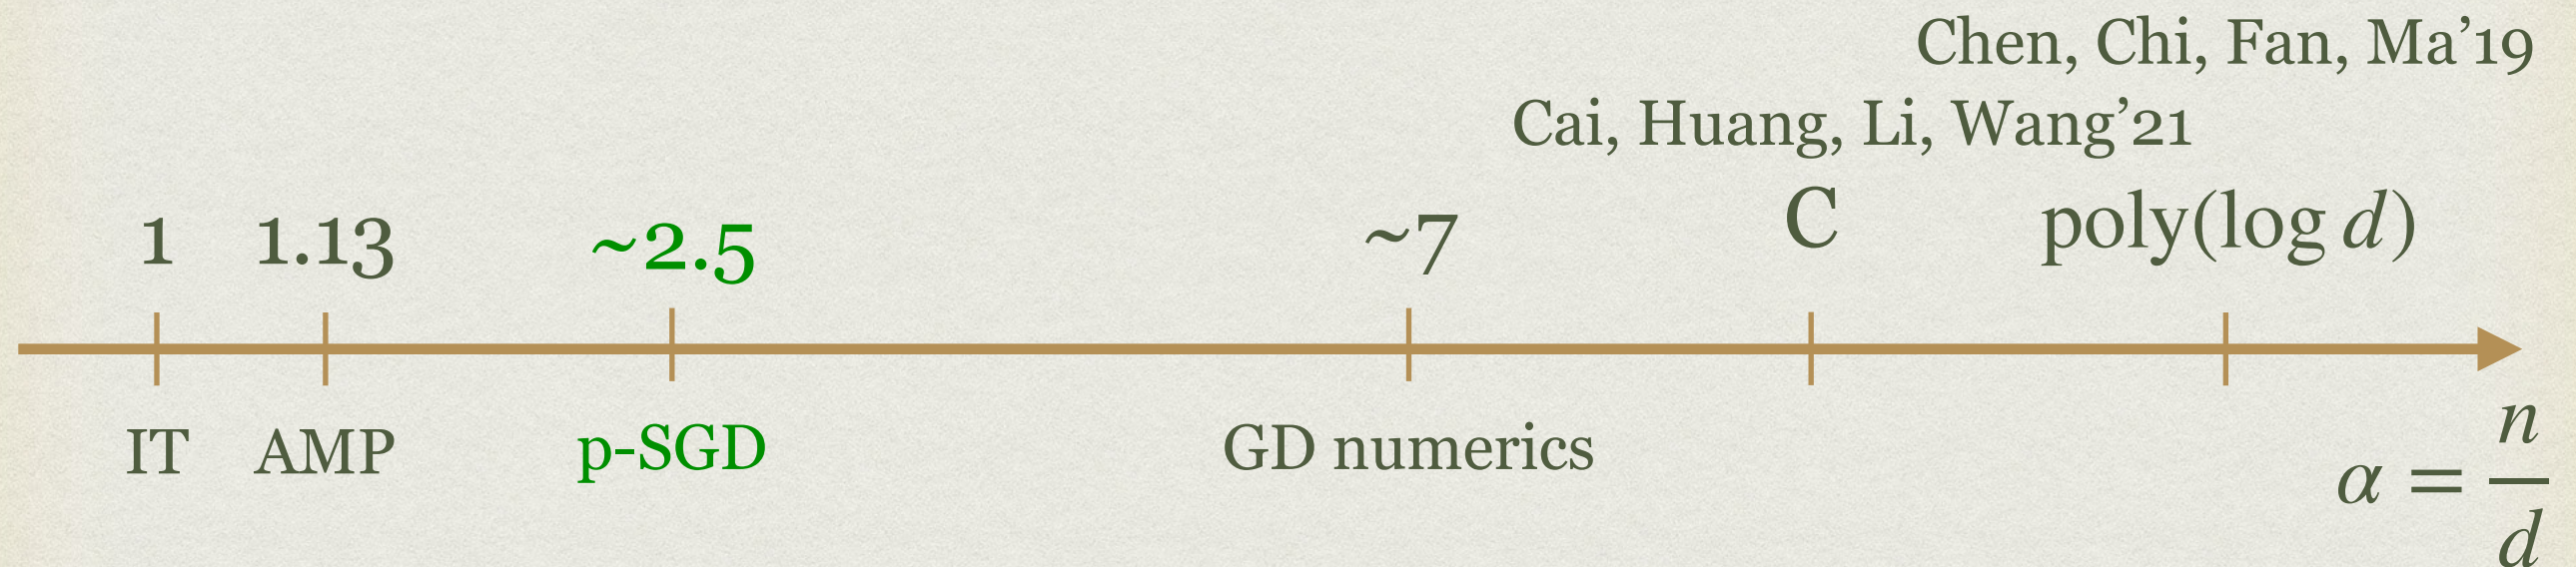 Chen, Chi, Fan, Ma’19
Cai, Huang, Li, Wang’21
1 1.13 ~2.5 ~7 C poly(log d)
IT AMP p-SGD GD numerics
α = n/d